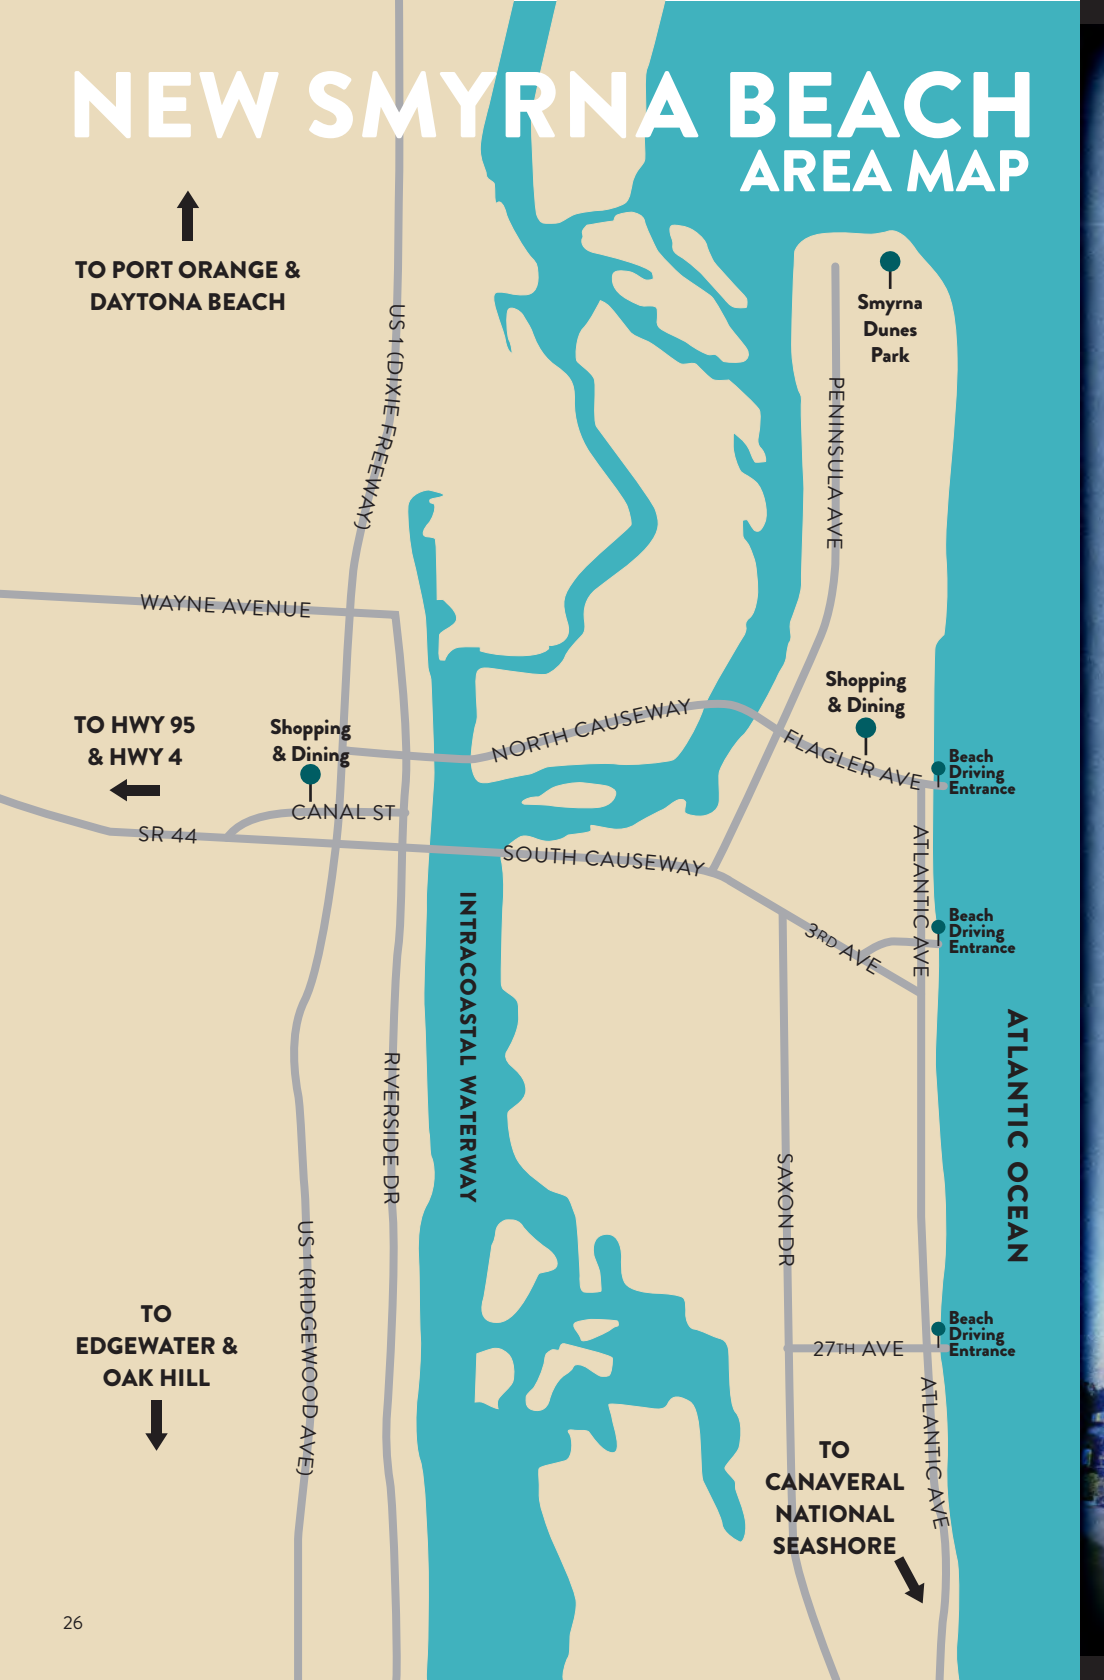 NEW SMYRNA BEACH
AREA MAP
TO PORT ORANGE &
DAYTONA BEACH
Smyrna
Dunes
Park
US 1 (DIXIE FREEWAY)
PENINSULA AVE
WAYNE AVENUE
TO HWY 95
& HWY 4
Shopping
& Dining
NORTH CAUSEWAY
Shopping
& Dining
FLAGLER AVE
Beach
Driving
Entrance
CANAL ST
SR 44
SOUTH CAUSEWAY
ATLANTIC AVE
3RD AVE
Beach
Driving
Entrance
INTRACOASTAL WATERWAY
ATLANTIC OCEAN
RIVERSIDE DR
SAXON DR
US 1 (RIDGEWOOD AVE)
TO
EDGEWATER &
OAK HILL
27TH AVE
Beach
Driving
Entrance
ATLANTIC AVE
TO
CANAVERAL
NATIONAL
SEASHORE
26